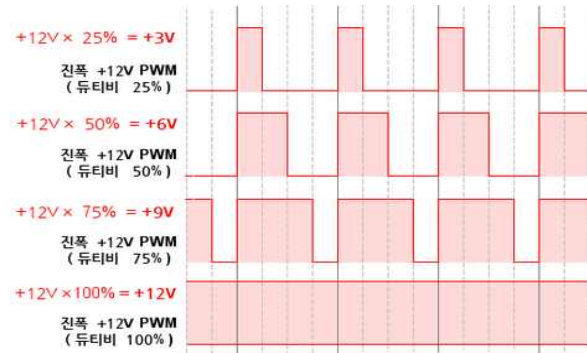 +12V× 25% = +3V
진폭 +12V PWM
( 듀티비 25%)
+12V× 50% = +6V
진폭 +12V PWM
( 듀티비 50%)
+12V× 75% = +9V
진폭 +12V PWM
( 듀티비 75%)
+12V×100% = +12V
진폭 +12V PWM
( 듀티비 100%)